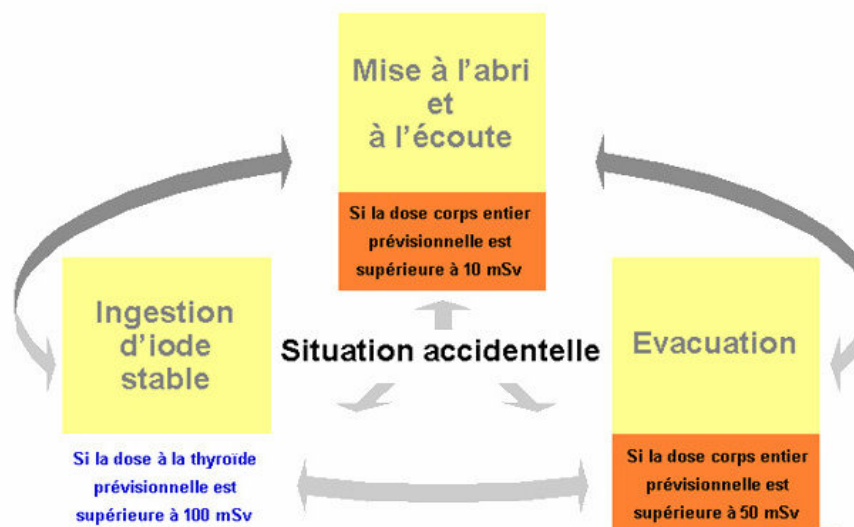 Mise à l'abri
et
à l'écoute
Si la dose corps entier
prévisionnelle est
supérieure à 10 mSv
Ingestion
d'iode
stable
Si la dose à la thyroïde
prévisionnelle est
supérieure à 100 mSv
Situation accidentelle
Evacuation
Si la dose corps entier
prévisionnelle est
supérieure à 50 mSv